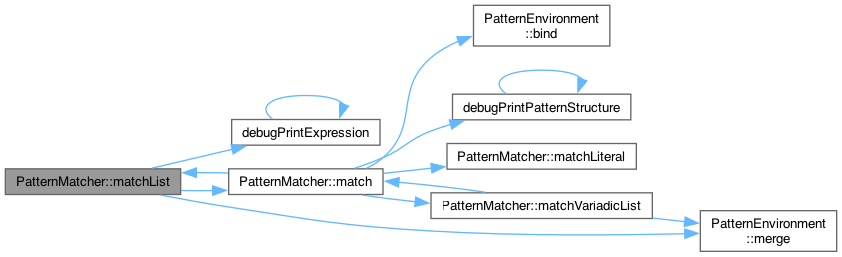 PatternEnvironment
::bind
debugPrintPatternStructure
debugPrintExpression
PatternMatcher::matchLiteral
PatternMatcher::matchList
PatternMatcher::match
PatternMatcher::matchVariadicList
PatternEnvironment
::merge